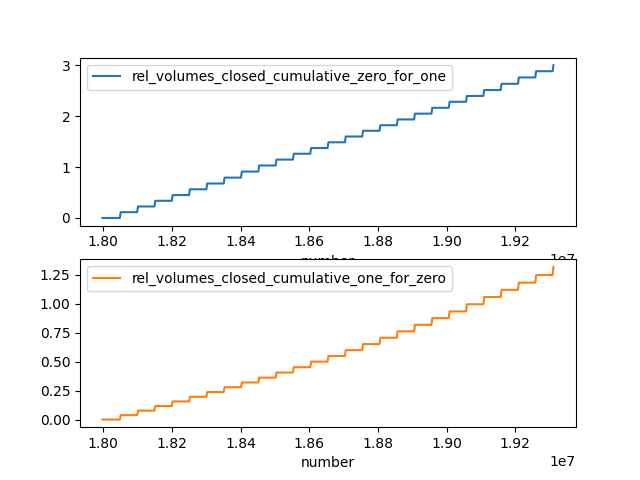 rel_volumes_closed_cumulative_zero_for_one
3
2
1
0
1.80 1.82 1.84 1.86 1.88 1.90 1.92
number 1e7
rel_volumes_closed_cumulative_one_for_zero
1.25
1.00
0.75
0.50
0.25
0.00
1.80 1.82 1.84 1.86 1.88 1.90 1.92
number 1e7